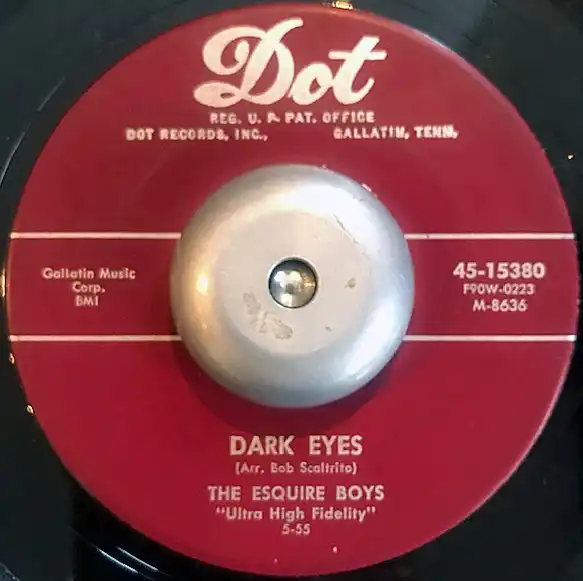 Dot
REG. U. S. PAT. OFFICE
DOT RECORDS, INC., GALLATIN, TENN.
Gallatin Music
Corp.
BMI
45-15380
F90W-0223
M-8636
DARK EYES
(Arr. Bob Scaltrito)
THE ESQUIRE BOYS
"Ultra High Fidelity"
5-55